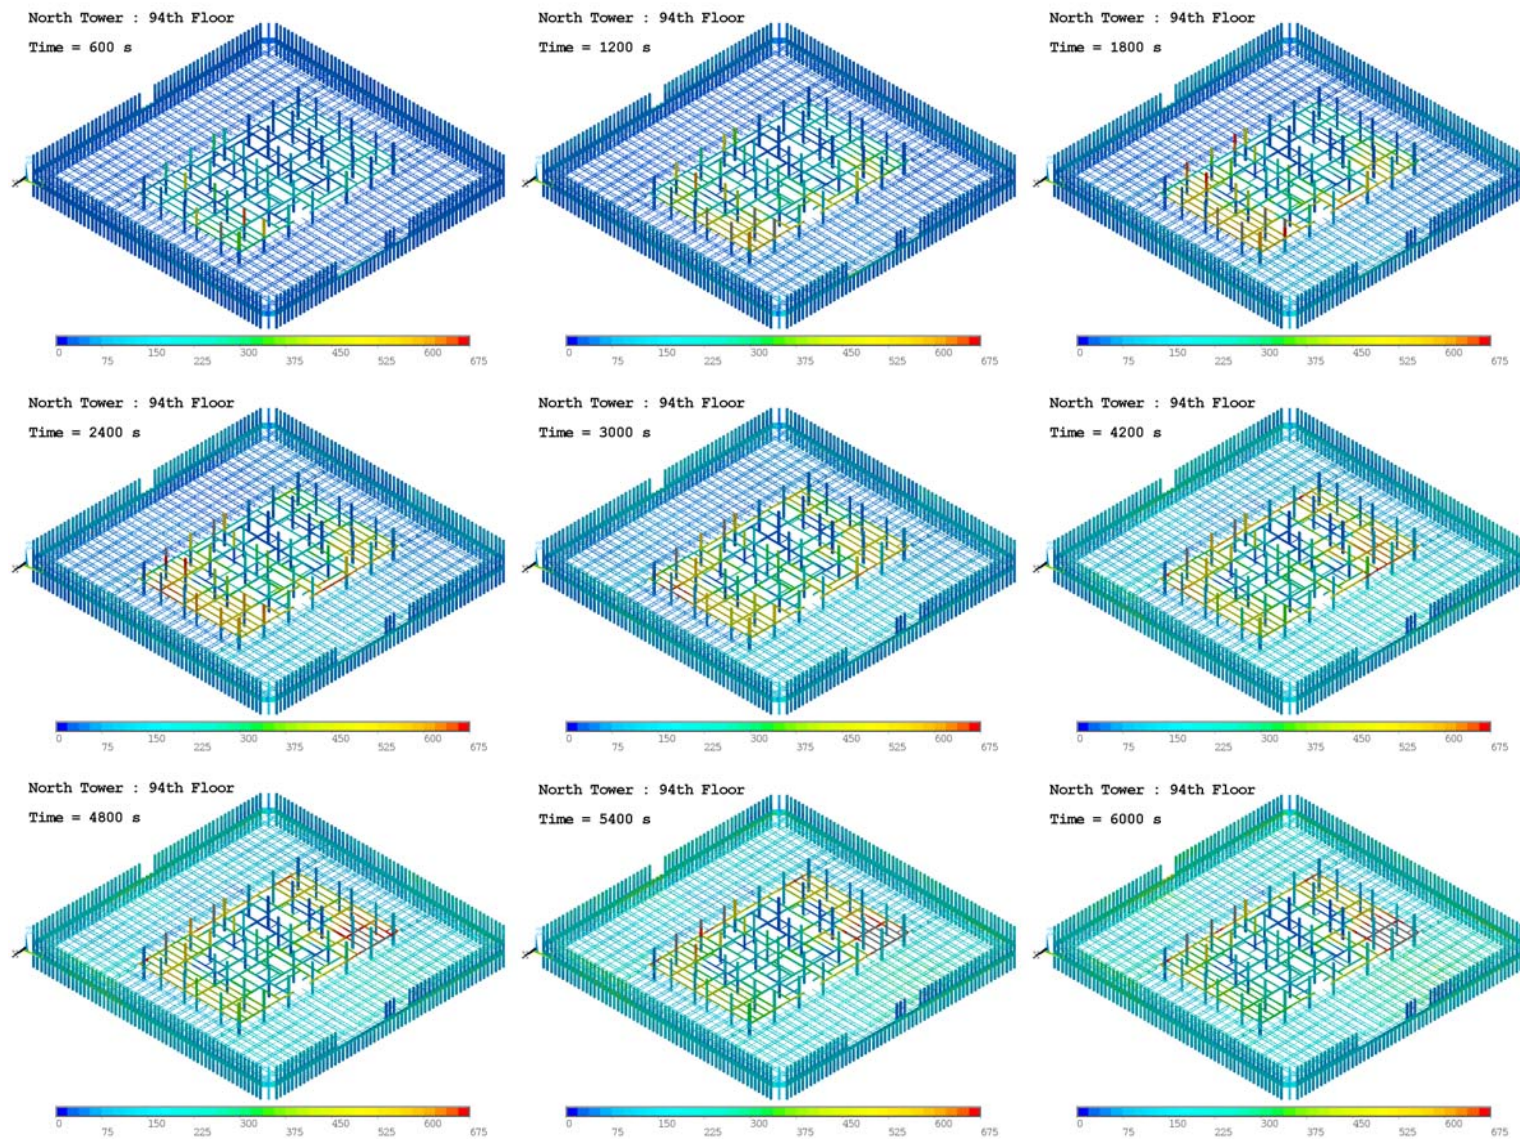 North Tower : 94th Floor
Time = 600 s
0 75 150 225 300 375 450 525 600 675
North Tower : 94th Floor
Time = 1200 s
0 75 150 225 300 375 450 525 600 675
North Tower : 94th Floor
Time = 1800 s
0 75 150 225 300 375 450 525 600 675
North Tower : 94th Floor
Time = 2400 s
0 75 150 225 300 375 450 525 600 675
North Tower : 94th Floor
Time = 3000 s
0 75 150 225 300 375 450 525 600 675
North Tower : 94th Floor
Time = 4200 s
0 75 150 225 300 375 450 525 600 675
North Tower : 94th Floor
Time = 4800 s
0 75 150 225 300 375 450 525 600 675
North Tower : 94th Floor
Time = 5400 s
0 75 150 225 300 375 450 525 600 675
North Tower : 94th Floor
Time = 6000 s
0 75 150 225 300 375 450 525 600 675